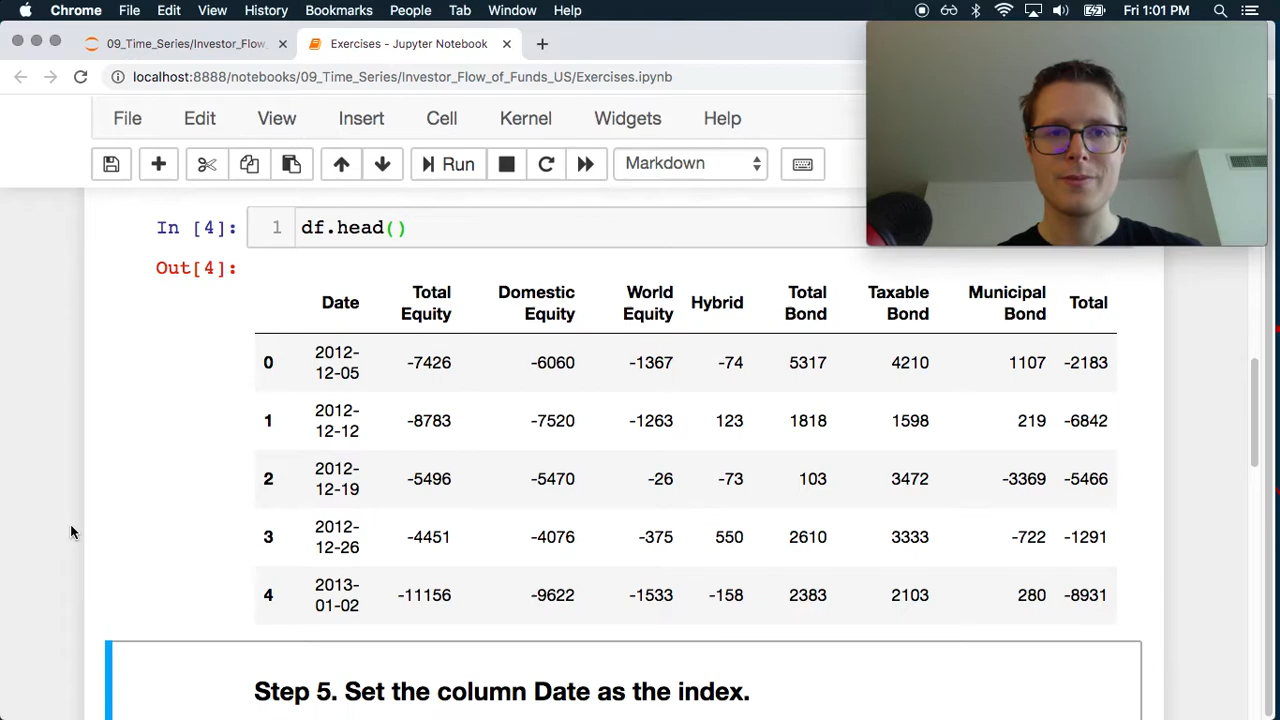 Chrome File Edit View History Bookmarks People Tab Window Help Fri 1:01 PM
09_Time_Series/Investor_Flow_ Exercises - Jupyter Notebook
localhost:8888/notebooks/09_Time_Series/Investor_Flow_of_Funds_US/Exercises.ipynb
File Edit View Insert Cell Kernel Widgets Help
Run Markdown
In [4]: 1 df.head()
Out[4]:
Date Total Equity Domestic Equity World Equity Hybrid Total Bond Taxable Bond Municipal Bond Total
0 2012-12-05 -7426 -6060 -1367 -74 5317 4210 1107 -2183
1 2012-12-12 -8783 -7520 -1263 123 1818 1598 219 -6842
2 2012-12-19 -5496 -5470 -26 -73 103 3472 -3369 -5466
3 2012-12-26 -4451 -4076 -375 550 2610 3333 -722 -1291
4 2013-01-02 -11156 -9622 -1533 -158 2383 2103 280 -8931
Step 5. Set the column Date as the index.